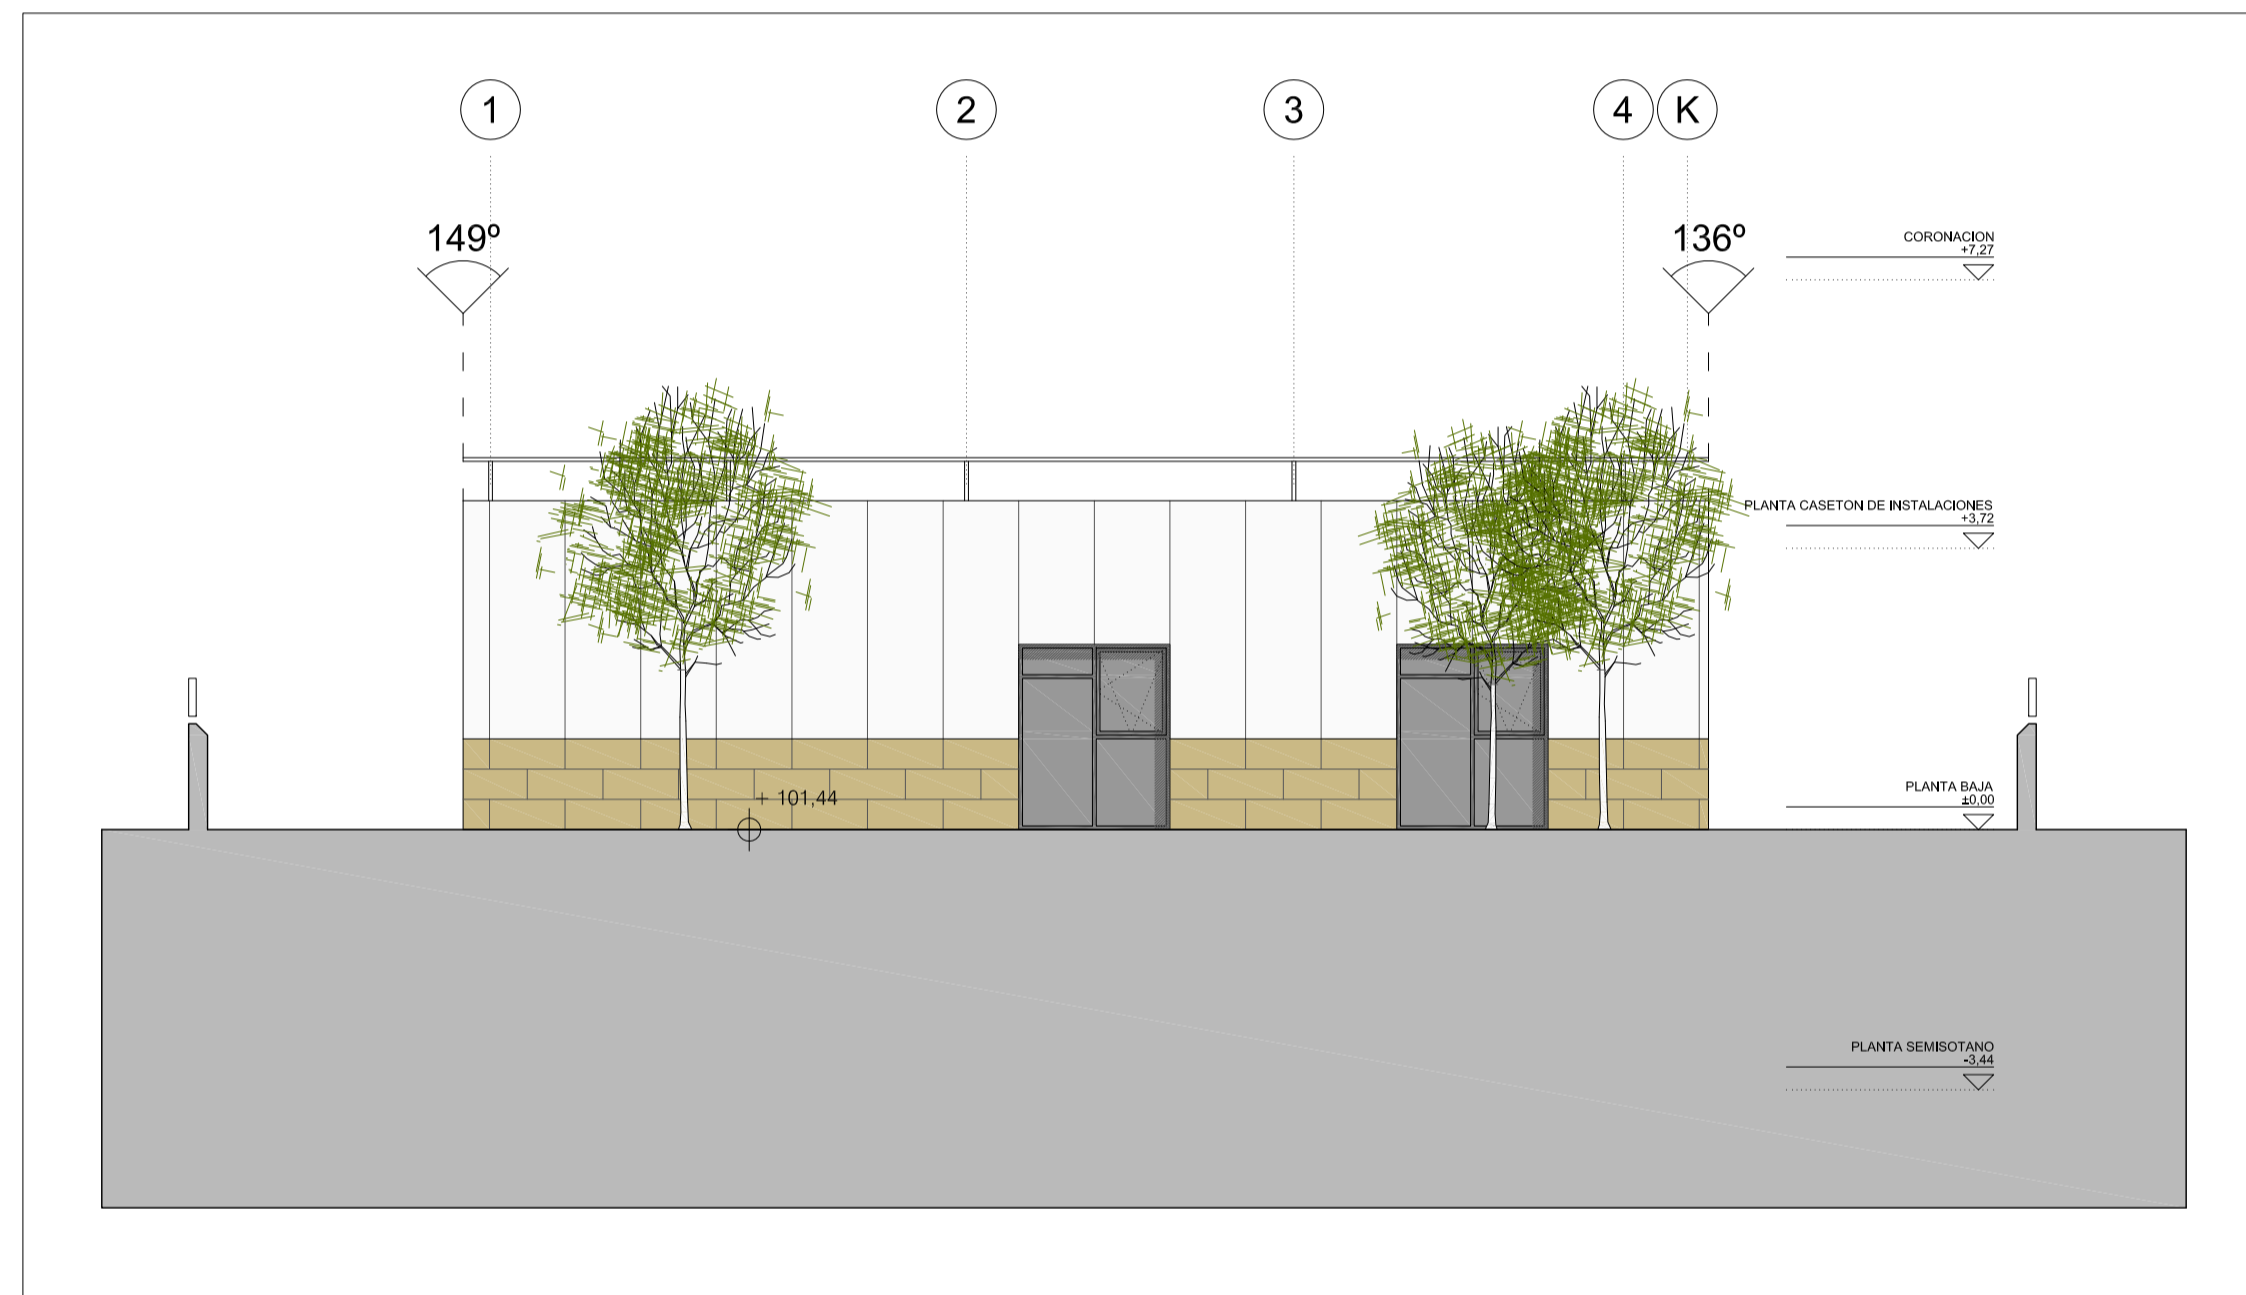 1
2
3
4
K
149º
136º
CORONACION
+7,27
PLANTA CASETON DE INSTALACIONES
+3,72
PLANTA BAJA
±0,00
+ 101,44
PLANTA SEMISOTANO
-3,44